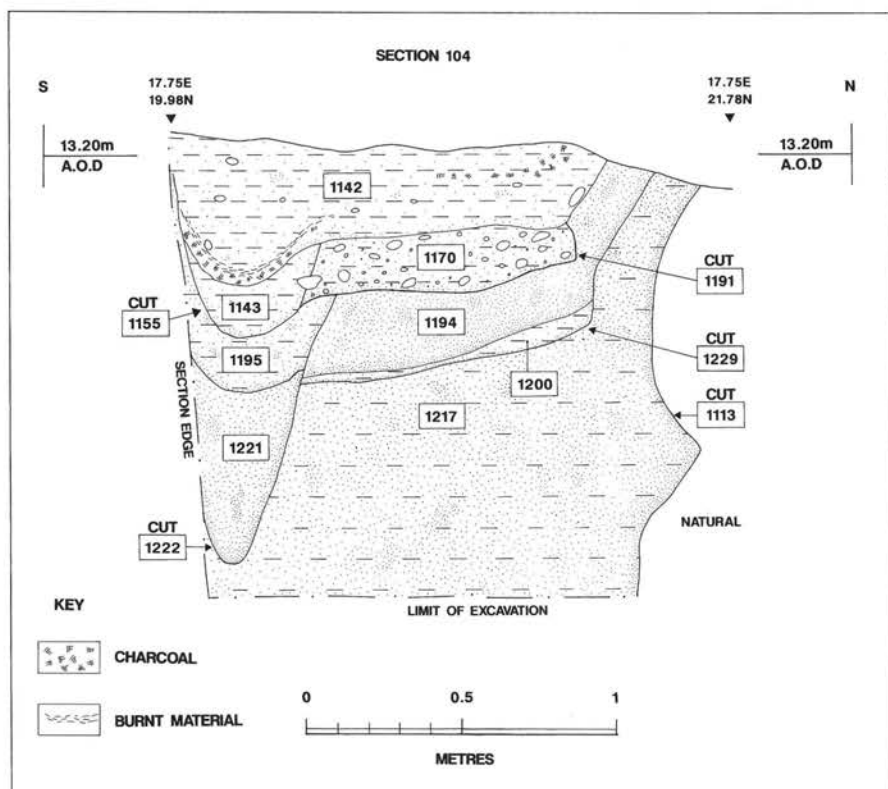 SECTION 104
S
17.75E
19.98N
17.75E
21.78N
N
13.20m
A.O.D
13.20m
A.O.D
1142
1170
CUT
1191
1143
CUT
1155
1194
1195
CUT
1229
1200
SECTION EDGE
1217
CUT
1113
1221
NATURAL
CUT
1222
LIMIT OF EXCAVATION
KEY
CHARCOAL
BURNT MATERIAL
0
0.5
1
METRES